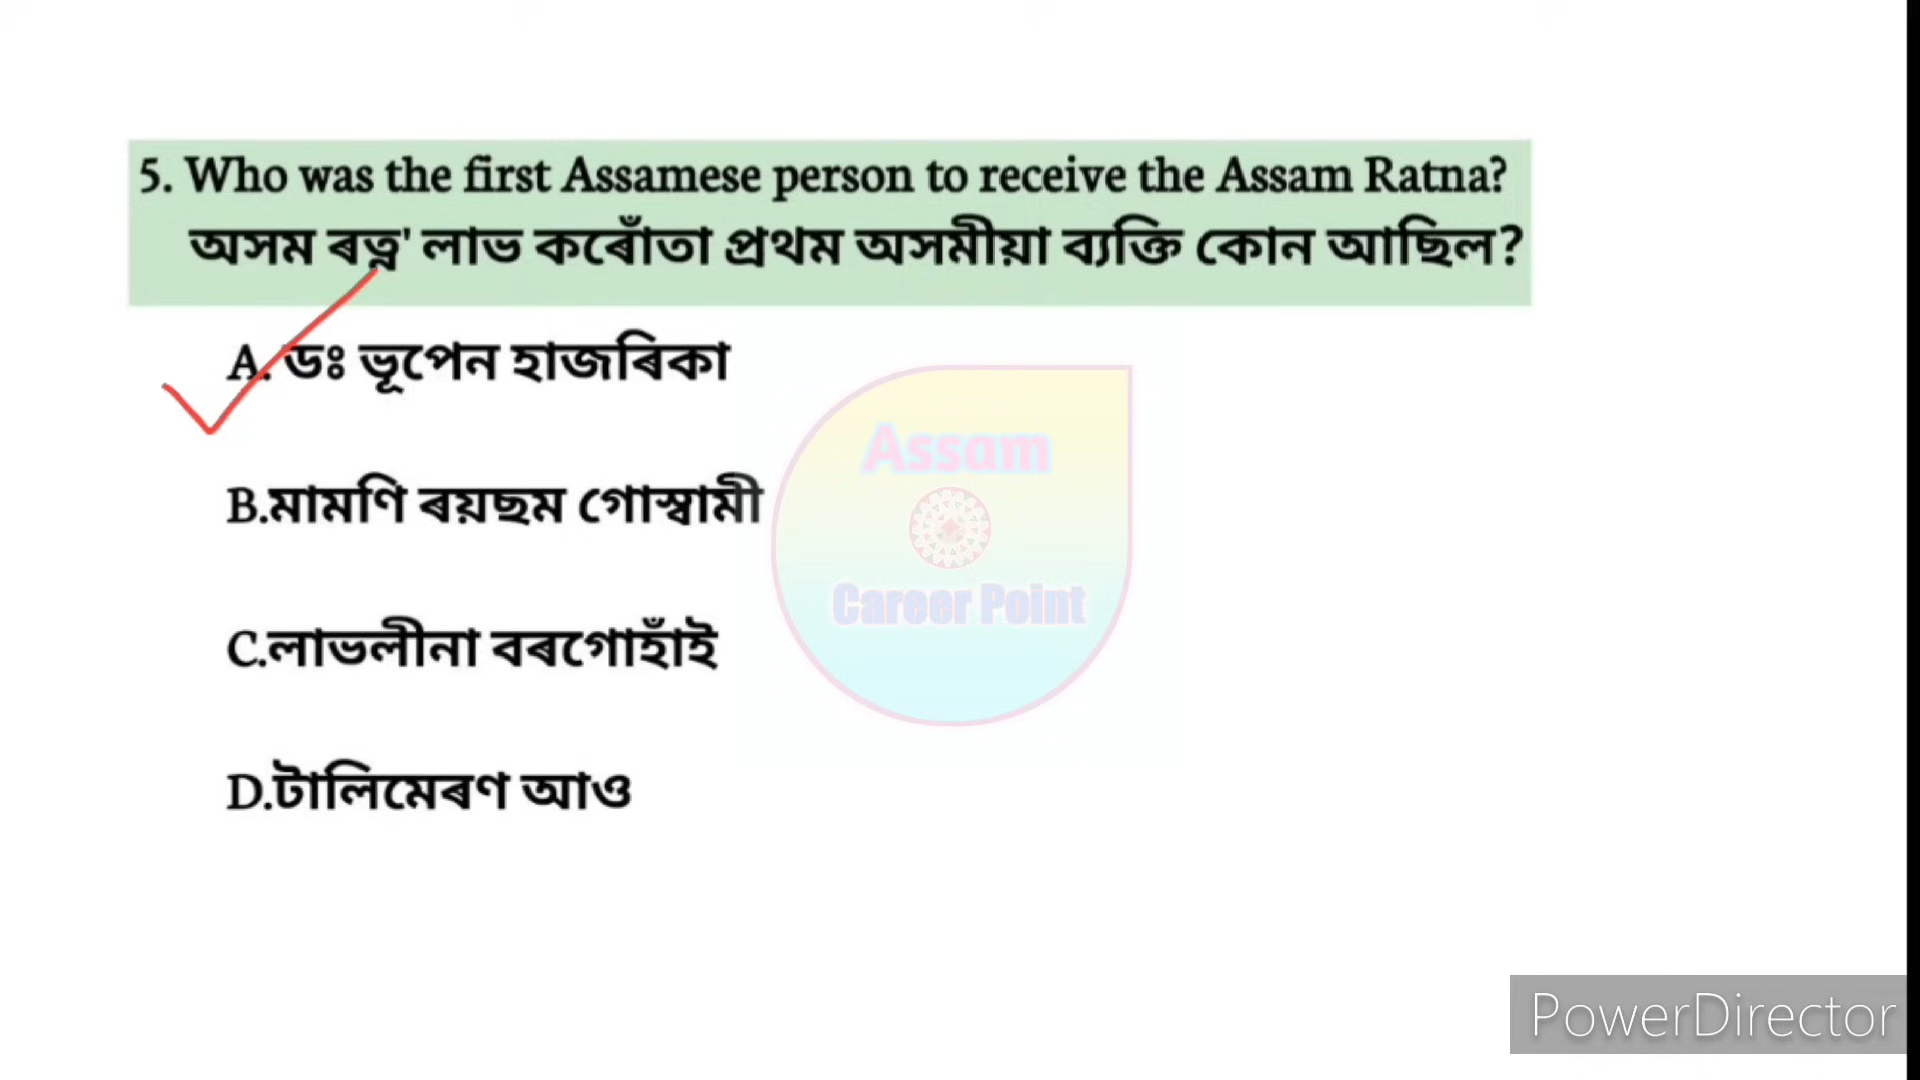 5. Who was the first Assamese person to receive the Assam Ratna?
অসম ৰত্ন' লাভ কৰোঁতা প্ৰথম অসমীয়া ব্যক্তি কোন আছিল?
A. ডঃ ভূপেন হাজৰিকা
B.মামণি ৰয়ছম গোস্বামী
C.লাভলীনা বৰগোহাঁই
D.টালিমেৰণ আও
Assam
Career Point
PowerDirector